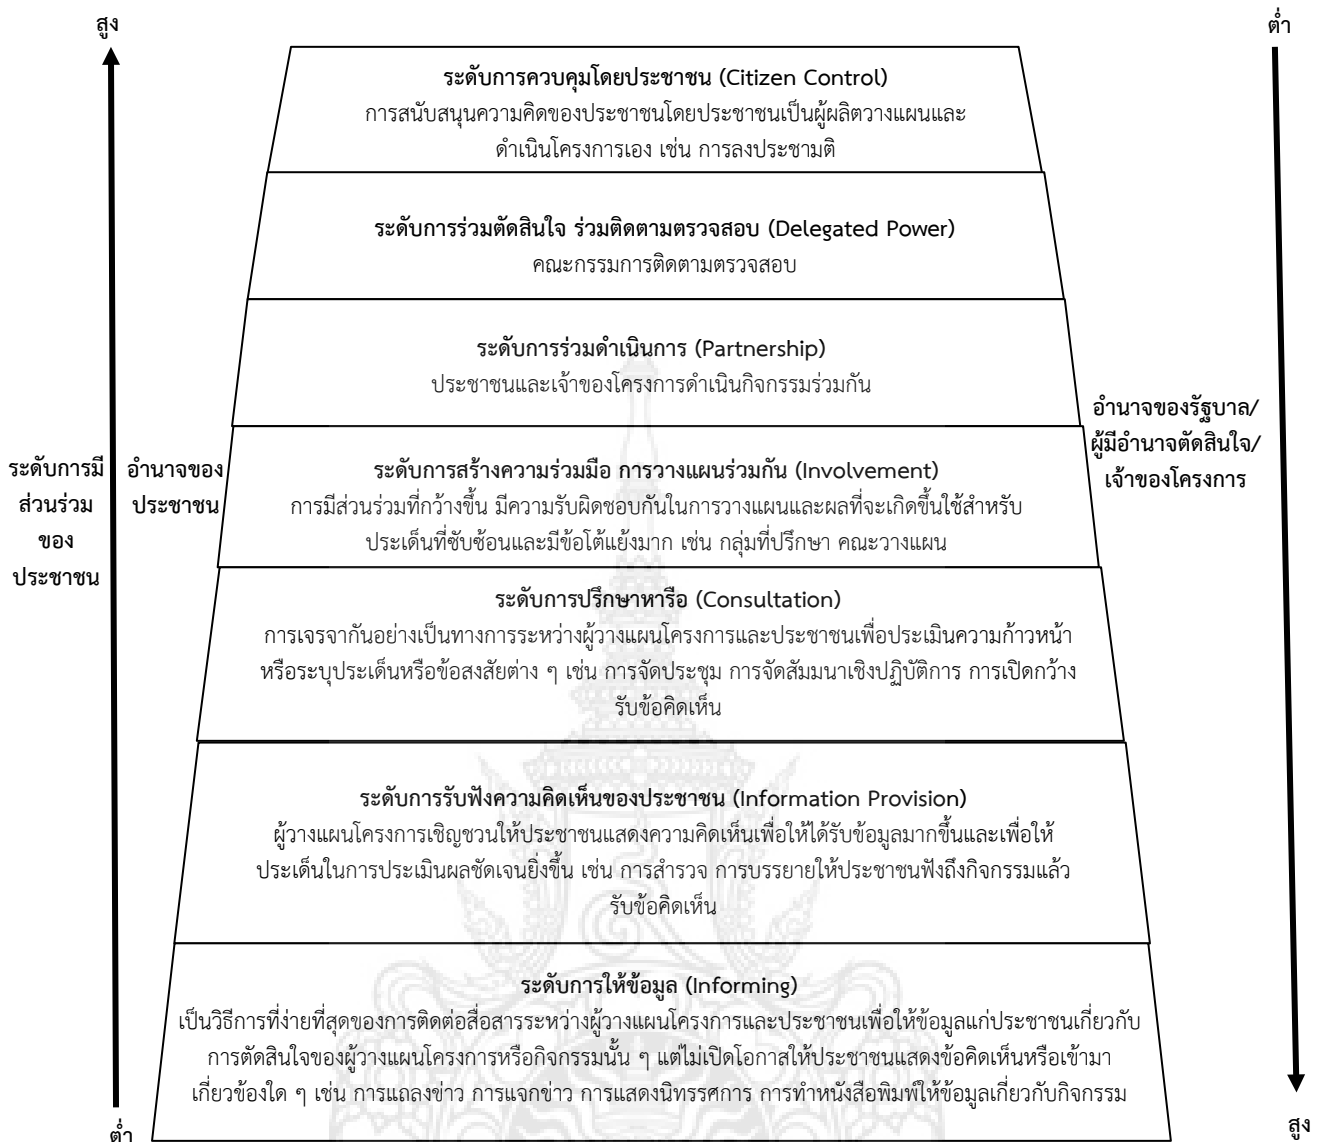 สูง
ต่ำ
ระดับการควบคุมโดยประชาชน (Citizen Control)
การสนับสนุนความคิดของประชาชนโดยประชาชนเป็นผู้ผลิตวางแผนและ
ดำเนินโครงการเอง เช่น การลงประชามติ
ระดับการร่วมตัดสินใจ ร่วมติดตามตรวจสอบ (Delegated Power)
คณะกรรมการติดตามตรวจสอบ
ระดับการร่วมดำเนินการ (Partnership)
ประชาชนและเจ้าของโครงการดำเนินกิจกรรมร่วมกัน
อำนาจของรัฐบาล/
ผู้มีอำนาจตัดสินใจ/
เจ้าของโครงการ
ระดับการมี
ส่วนร่วม
ของ
ประชาชน
อำนาจของ
ประชาชน
ระดับการสร้างความร่วมมือ การวางแผนร่วมกัน (Involvement)
การมีส่วนร่วมที่กว้างขึ้น มีความรับผิดชอบกันในการวางแผนและผลที่จะเกิดขึ้นใช้สำหรับ
ประเด็นที่ซับซ้อนและมีข้อโต้แย้งมาก เช่น กลุ่มที่ปรึกษา คณะวางแผน
ระดับการปรึกษาหารือ (Consultation)
การเจรจากันอย่างเป็นทางการระหว่างผู้วางแผนโครงการและประชาชนเพื่อประเมินความก้าวหน้า
หรือระบุประเด็นหรือข้อสงสัยต่าง ๆ เช่น การจัดประชุม การจัดสัมมนาเชิงปฏิบัติการ การเปิดกว้าง
รับข้อคิดเห็น
ระดับการรับฟังความคิดเห็นของประชาชน (Information Provision)
ผู้วางแผนโครงการเชิญชวนให้ประชาชนแสดงความคิดเห็นเพื่อให้ได้รับข้อมูลมากขึ้นและเพื่อให้
ประเด็นในการประเมินผลชัดเจนยิ่งขึ้น เช่น การสำรวจ การบรรยายให้ประชาชนฟังถึงกิจกรรมแล้ว
รับข้อคิดเห็น
ระดับการให้ข้อมูล (Informing)
เป็นวิธีการที่ง่ายที่สุดของการติดต่อสื่อสารระหว่างผู้วางแผนโครงการและประชาชนเพื่อให้ข้อมูลแก่ประชาชนเกี่ยวกับ
การตัดสินใจของผู้วางแผนโครงการหรือกิจกรรมนั้น ๆ แต่ไม่เปิดโอกาสให้ประชาชนแสดงข้อคิดเห็นหรือเข้ามา
เกี่ยวข้องใด ๆ เช่น การแถลงข่าว การแจกข่าว การแสดงนิทรรศการ การทำหนังสือพิมพ์ให้ข้อมูลเกี่ยวกับกิจกรรม
ต่ำ
สูง